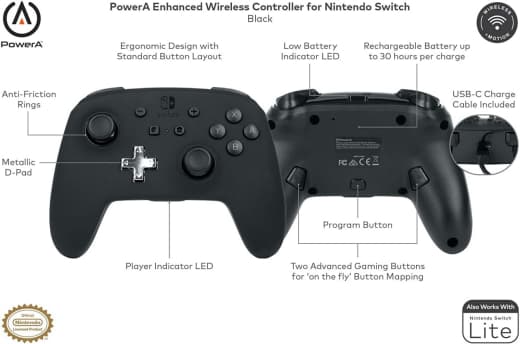 PowerA Enhanced Wireless Controller for Nintendo Switch
Black
PowerA
WIRELESS
+MOTION
Ergonomic Design with
Standard Button Layout
Low Battery
Indicator LED
Rechargeable Battery up
to 30 hours per charge
USB-C Charge
Cable Included
Anti-Friction
Rings
Metallic
D-Pad
X
Y
A
B
FC CE
Program Button
Player Indicator LED
Two Advanced Gaming Buttons
for 'on the fly' Button Mapping
Official
Nintendo
Licensed Product
Also Works With
Nintendo Switch
Lite